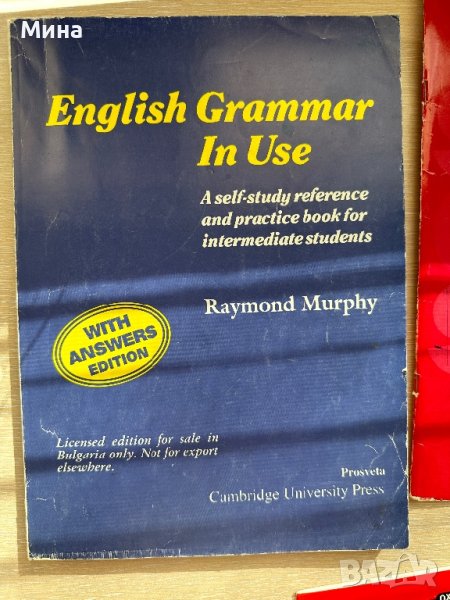 Мина
English Grammar
In Use
A self-study reference
and practice book for
intermediate students
Raymond Murphy
WITH
ANSWERS
EDITION
Licensed edition for sale in
Bulgaria only. Not for export
elsewhere.
Prosveta
Cambridge University Press
BAZAR